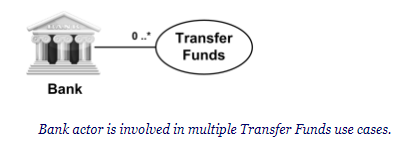 0 ..*
Transfer
Funds
Bank
Bank actor is involved in multiple Transfer Funds use cases.